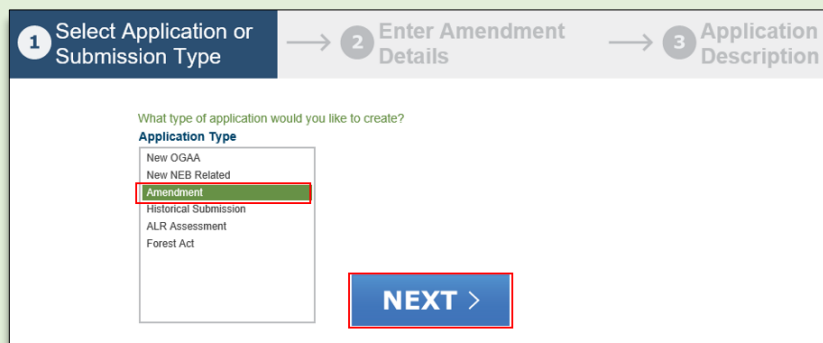 1 Select Application or
Submission Type
2 Enter Amendment
Details
3 Application
Description
What type of application would you like to create?
Application Type
New OGAA
New NEB Related
Amendment
Historical Submission
ALR Assessment
Forest Act
NEXT >